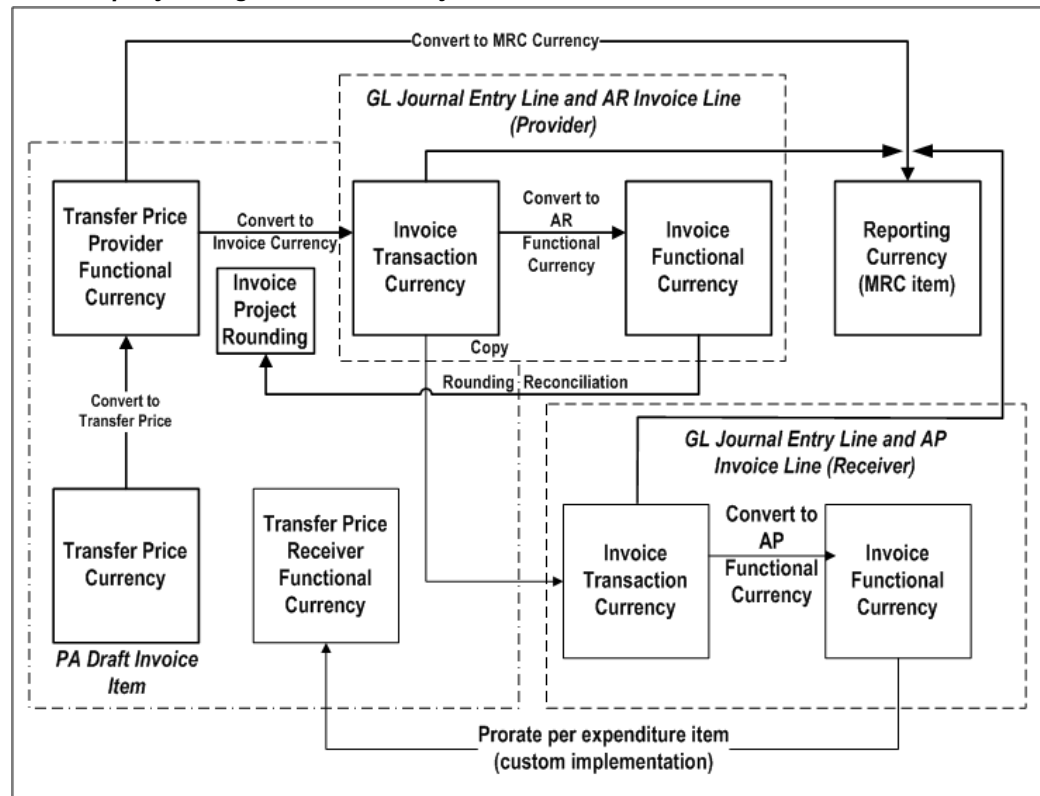 Convert to MRC Currency
GL Journal Entry Line and AR Invoice Line
(Provider)
Transfer Price
Provider
Functional
Currency
Convert to
Invoice Currency
Invoice
Transaction
Currency
Convert to
AR
Functional
Currency
Invoice
Functional
Currency
Reporting
Currency
(MRC item)
Invoice
Project
Rounding
Copy
Rounding Reconciliation
Convert to
Transfer Price
GL Journal Entry Line and AP
Invoice Line (Receiver)
Transfer Price
Currency
Transfer Price
Receiver
Functional
Currency
Invoice
Transaction
Currency
Convert to
AP
Functional
Currency
Invoice
Functional
Currency
PA Draft Invoice
Item
Prorate per expenditure item
(custom implementation)